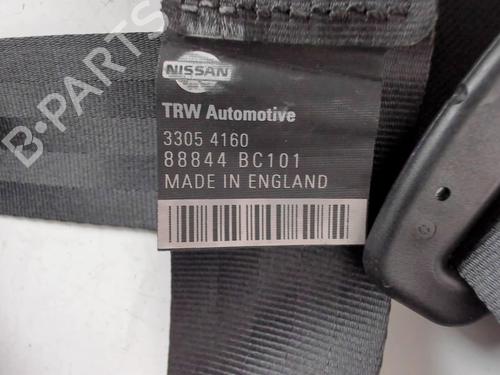 B-PARTS
NISSAN
TRW Automotive
3305 4160
88844 BC101
MADE IN ENGLAND